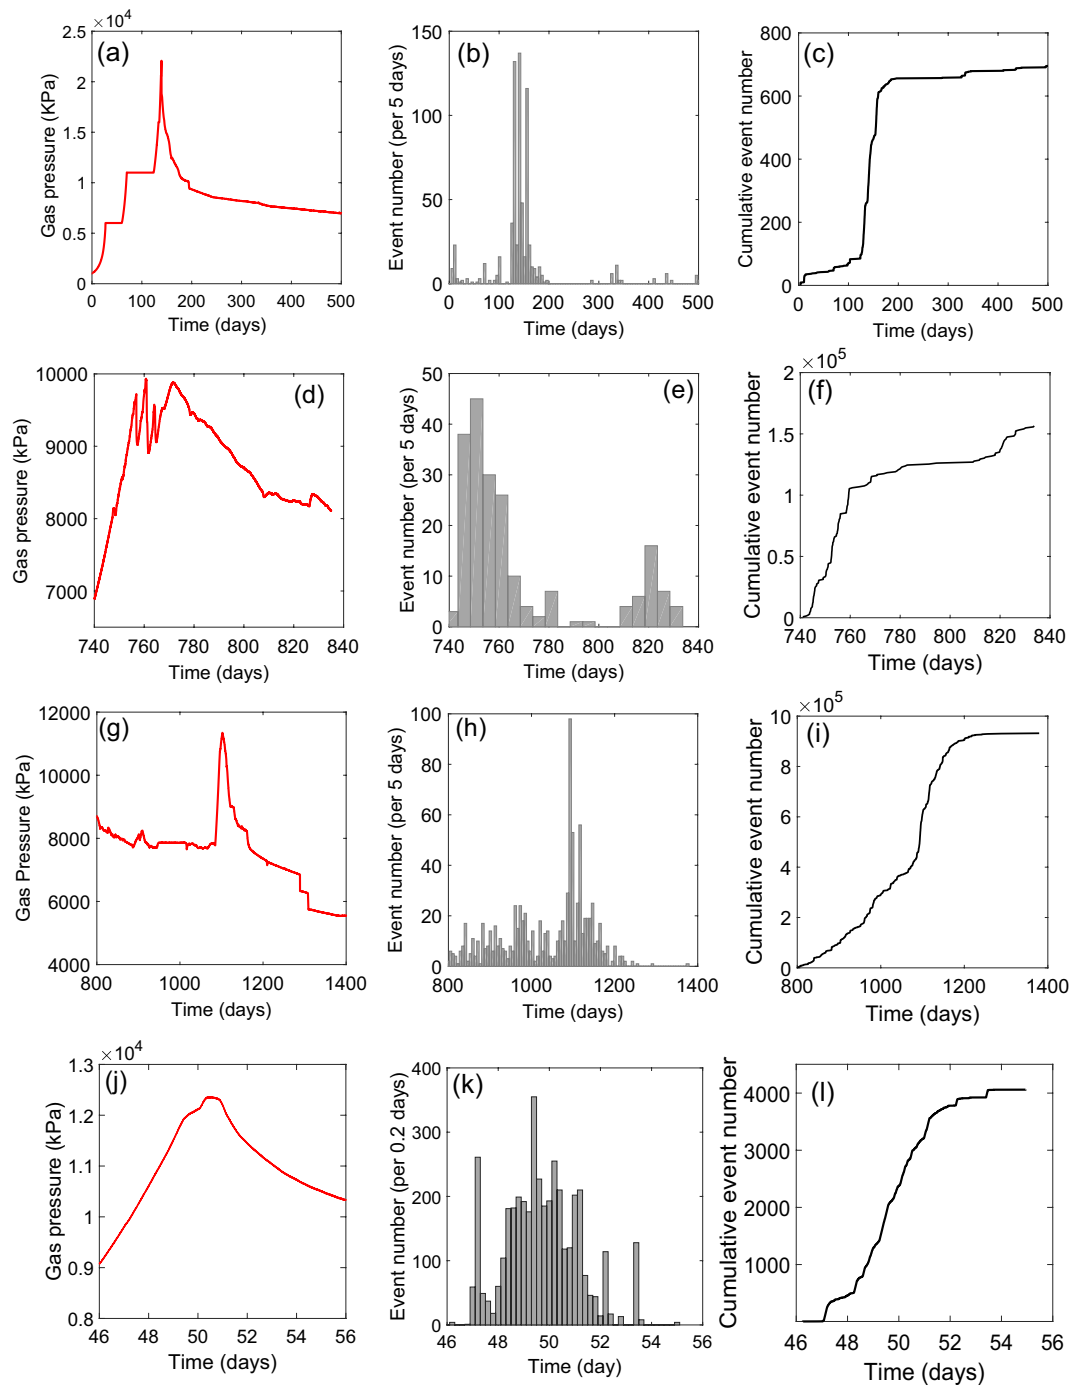 ×10⁴
(a)
Gas pressure (KPa)
2.5
2
1.5
1
0.5
0
0 100 200 300 400 500
Time (days)
(b)
Event number (per 5 days)
150
100
50
0
0 100 200 300 400 500
Time (days)
(c)
Cumulative event number
800
600
400
200
0
0 100 200 300 400 500
Time (days)
(d)
Gas pressure (kPa)
10000
9000
8000
7000
740 760 780 800 820 840
Time (days)
(e)
Event number (per 5 days)
50
40
30
20
10
0
740 760 780 800 820 840
Time (days)
×10⁵
(f)
Cumulative event number
2
1.5
1
0.5
0
740 760 780 800 820 840
Time (days)
(g)
Gas Pressure (kPa)
12000
10000
8000
6000
4000
800 1000 1200 1400
Time (days)
(h)
Event number (per 5 days)
100
80
60
40
20
0
800 1000 1200 1400
Time (days)
×10⁵
(i)
Cumulative event number
10
8
6
4
2
0
800 1000 1200 1400
Time (days)
×10⁴
(j)
Gas pressure (kPa)
1.3
1.2
1.1
1
0.9
0.8
46 48 50 52 54 56
Time (days)
(k)
Event number (per 0.2 days)
400
300
200
100
0
46 48 50 52 54 56
Time (day)
(l)
Cumulative event number
4000
3000
2000
1000
46 48 50 52 54 56
Time (days)